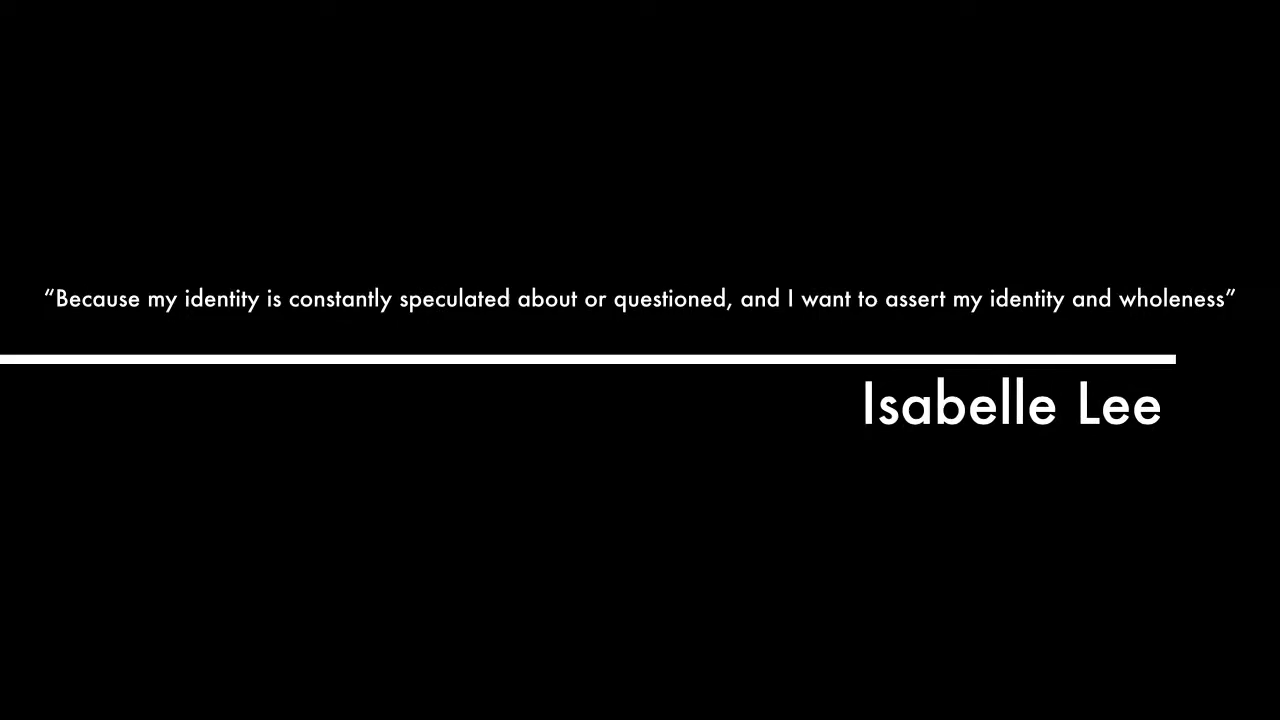 “Because my identity is constantly speculated about or questioned, and I want to assert my identity and wholeness”
Isabelle Lee